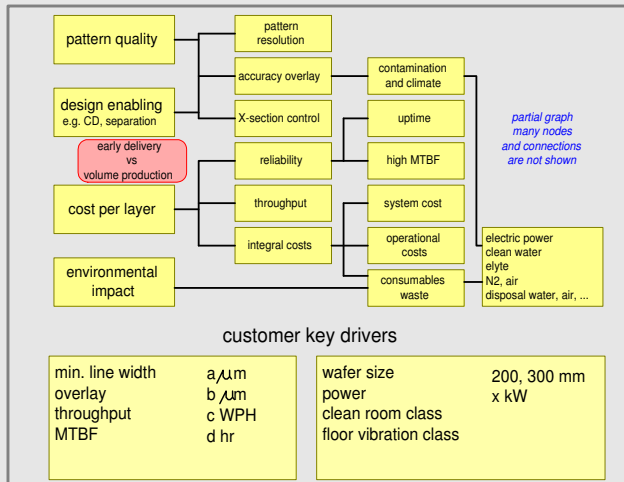 pattern quality
pattern
resolution
accuracy overlay
contamination
and climate
design enabling
e.g. CD, separation
X-section control
uptime
partial graph
many nodes
and connections
are not shown
early delivery
vs
volume production
reliability
high MTBF
cost per layer
throughput
system cost
integral costs
operational
costs
environmental
impact
consumables
waste
electric power
clean water
elyte
N2, air
disposal water, air, ...
customer key drivers
min. line width a μm
overlay b μm
throughput c WPH
MTBF d hr
wafer size 200, 300 mm
power x kW
clean room class
floor vibration class